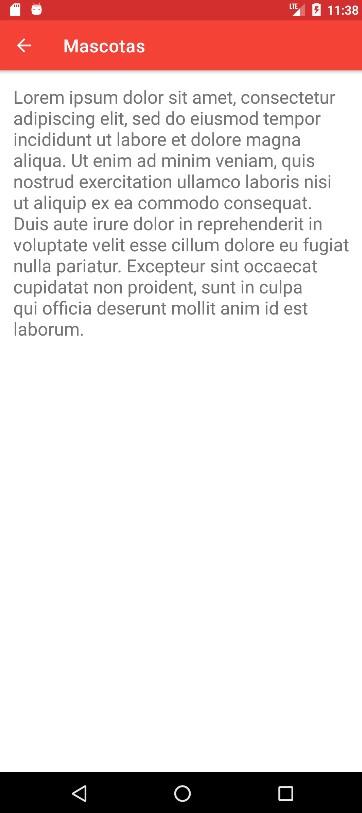 LTE 11:38
Mascotas
Lorem ipsum dolor sit amet, consectetur
adipiscing elit, sed do eiusmod tempor
incididunt ut labore et dolore magna
aliqua. Ut enim ad minim veniam, quis
nostrud exercitation ullamco laboris nisi
ut aliquip ex ea commodo consequat.
Duis aute irure dolor in reprehenderit in
voluptate velit esse cillum dolore eu fugiat
nulla pariatur. Excepteur sint occaecat
cupidatat non proident, sunt in culpa
qui officia deserunt mollit anim id est
laborum.